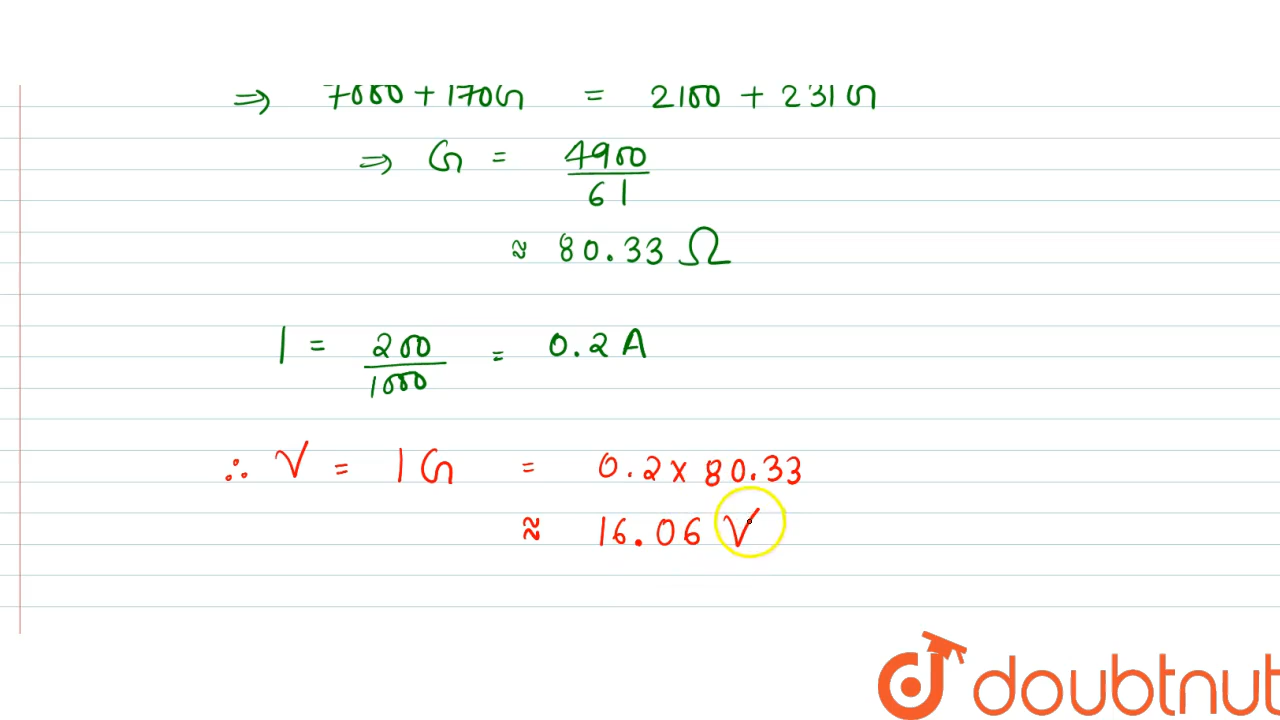 ⇒ 7000 + 170G = 2100 + 231G
⇒ G = 4900/61
≈ 80.33 Ω
I = 200/1000 = 0.2 A
∴ V = IG = 0.2 × 80.33
≈ 16.06 V
doubtnut